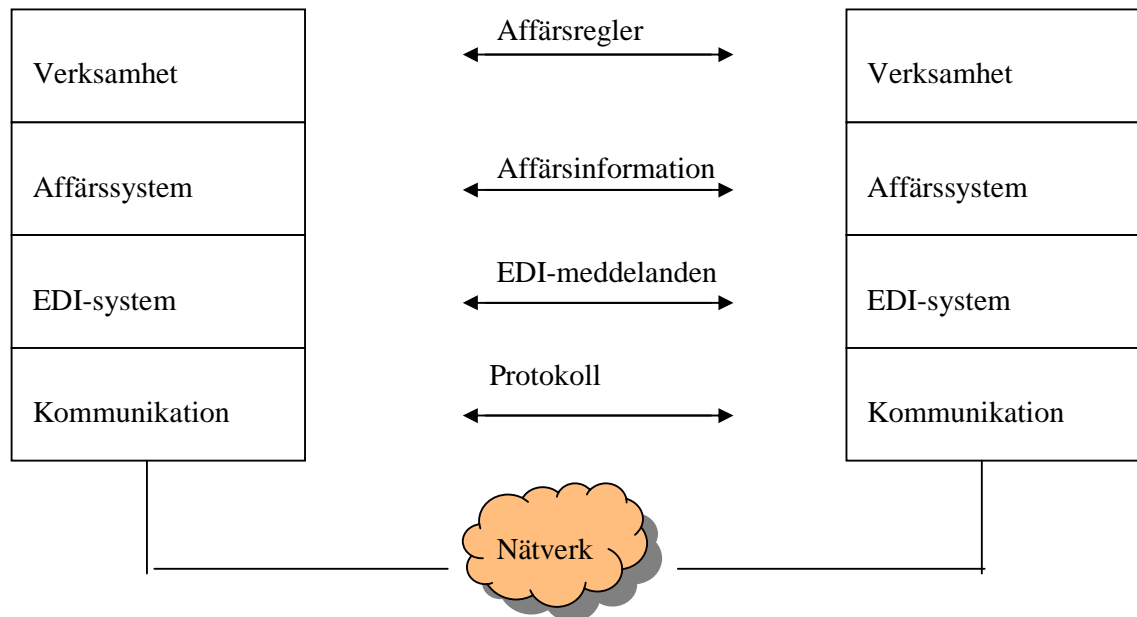 Affärsregler
Verksamhet
Verksamhet
Affärsinformation
Affärssystem
Affärssystem
EDI-meddelanden
EDI-system
EDI-system
Protokoll
Kommunikation
Kommunikation
Nätverk